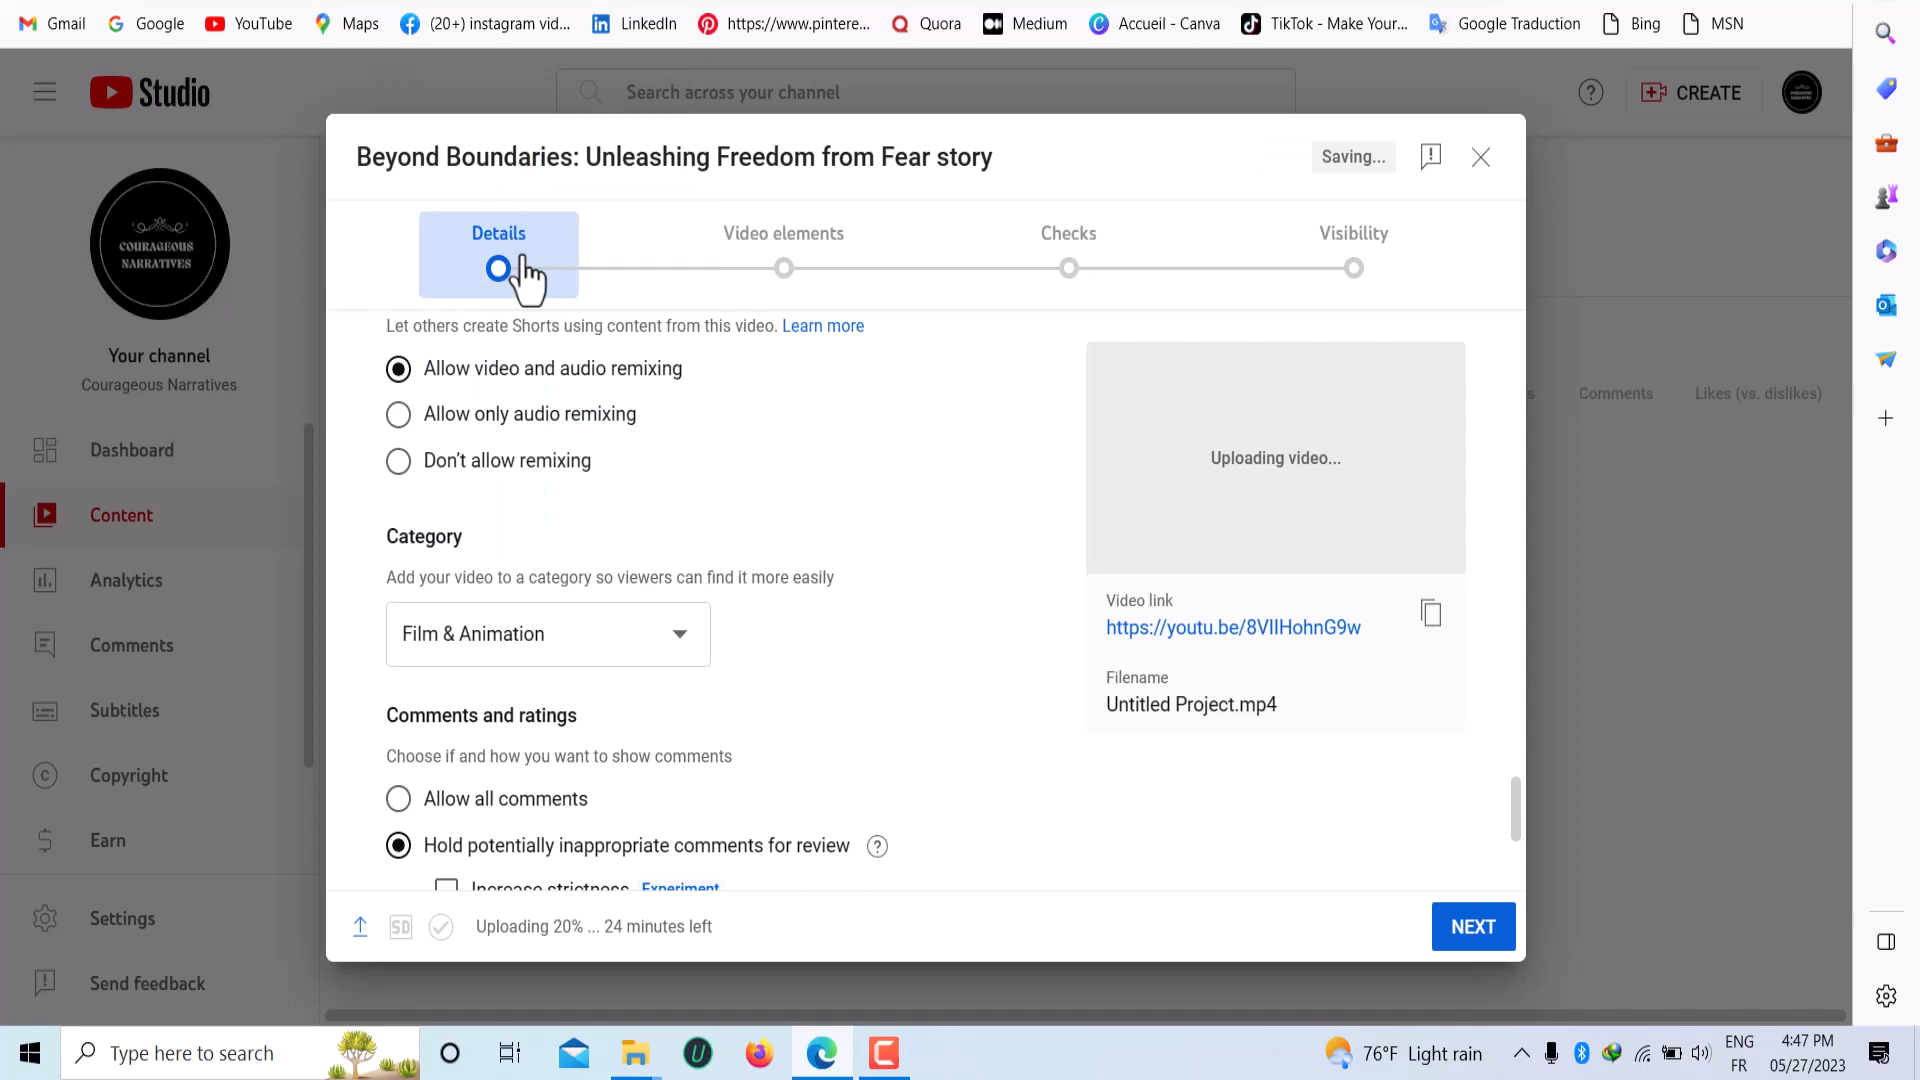 Gmail
Google
YouTube
Maps
(20+) instagram vid...
LinkedIn
https://www.pintere...
Quora
Medium
Accueil - Canva
TikTok - Make Your...
Google Traduction
Bing
MSN
Studio
Search across your channel
CREATE
Beyond Boundaries: Unleashing Freedom from Fear story
Saving...
Details
Video elements
Checks
Visibility
COURAGEOUS
NARRATIVES
Your channel
Courageous Narratives
Dashboard
Content
Analytics
Comments
Subtitles
Copyright
Earn
Settings
Send feedback
Let others create Shorts using content from this video. Learn more
Allow video and audio remixing
Allow only audio remixing
Don't allow remixing
Category
Add your video to a category so viewers can find it more easily
Film & Animation
Comments and ratings
Choose if and how you want to show comments
Allow all comments
Hold potentially inappropriate comments for review
Increase strictness Experiment
Uploading video...
Video link
https://youtu.be/8VIIHohnG9w
Filename
Untitled Project.mp4
s
Comments
Likes (vs. dislikes)
SD
Uploading 20% ... 24 minutes left
NEXT
Type here to search
76°F Light rain
ENG
FR
4:47 PM
05/27/2023